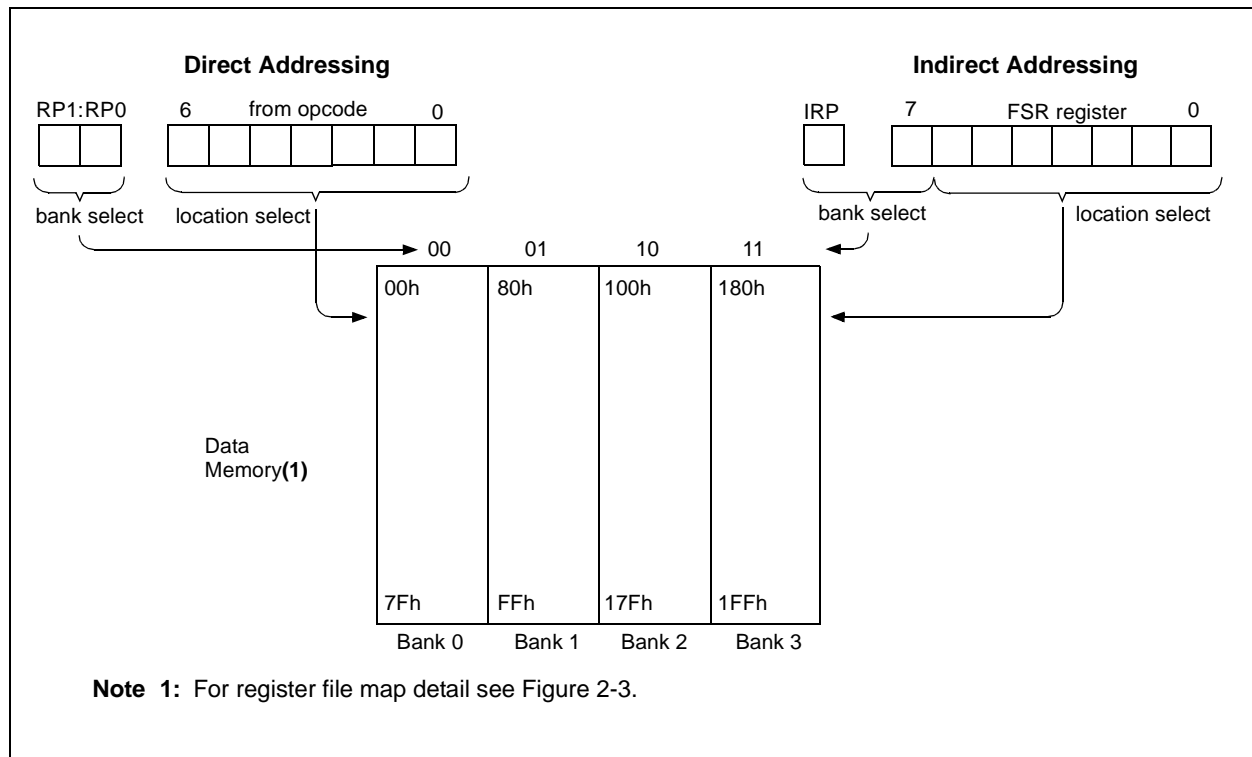 Direct Addressing
Indirect Addressing
RP1:RP0
6 from opcode 0
IRP
7 FSR register 0
bank select
location select
bank select
location select
00 01 10 11
00h 80h 100h 180h
Data
Memory(1)
7Fh FFh 17Fh 1FFh
Bank 0 Bank 1 Bank 2 Bank 3
Note 1: For register file map detail see Figure 2-3.